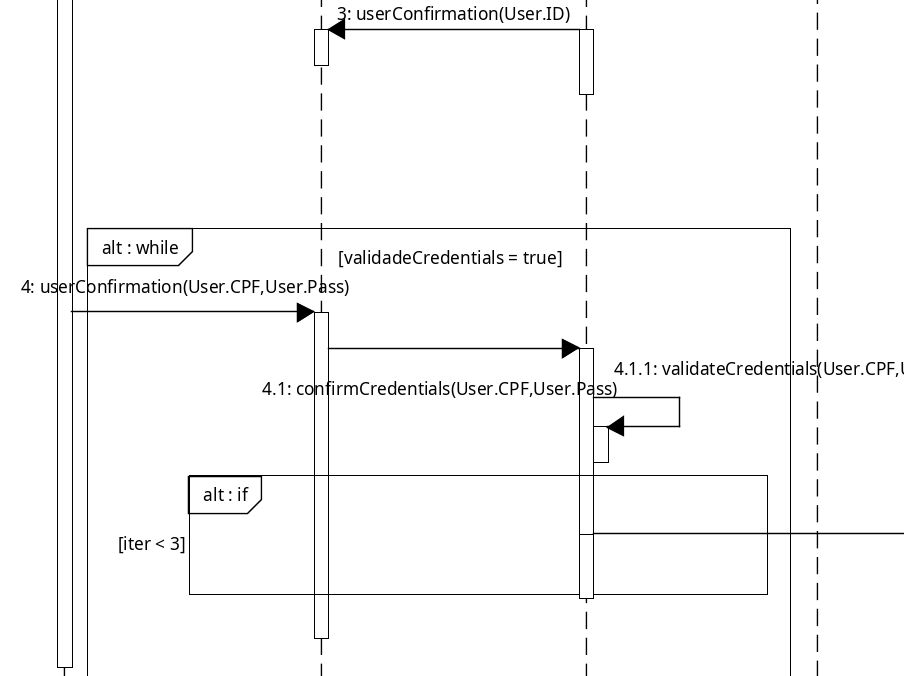 3: userConfirmation(User.ID)
alt : while
[validadeCredentials = true]
4: userConfirmation(User.CPF,User.Pass)
4.1.1: validateCredentials(User.CPF,U
4.1: confirmCredentials(User.CPF,User.Pass)
alt : if
[iter < 3]